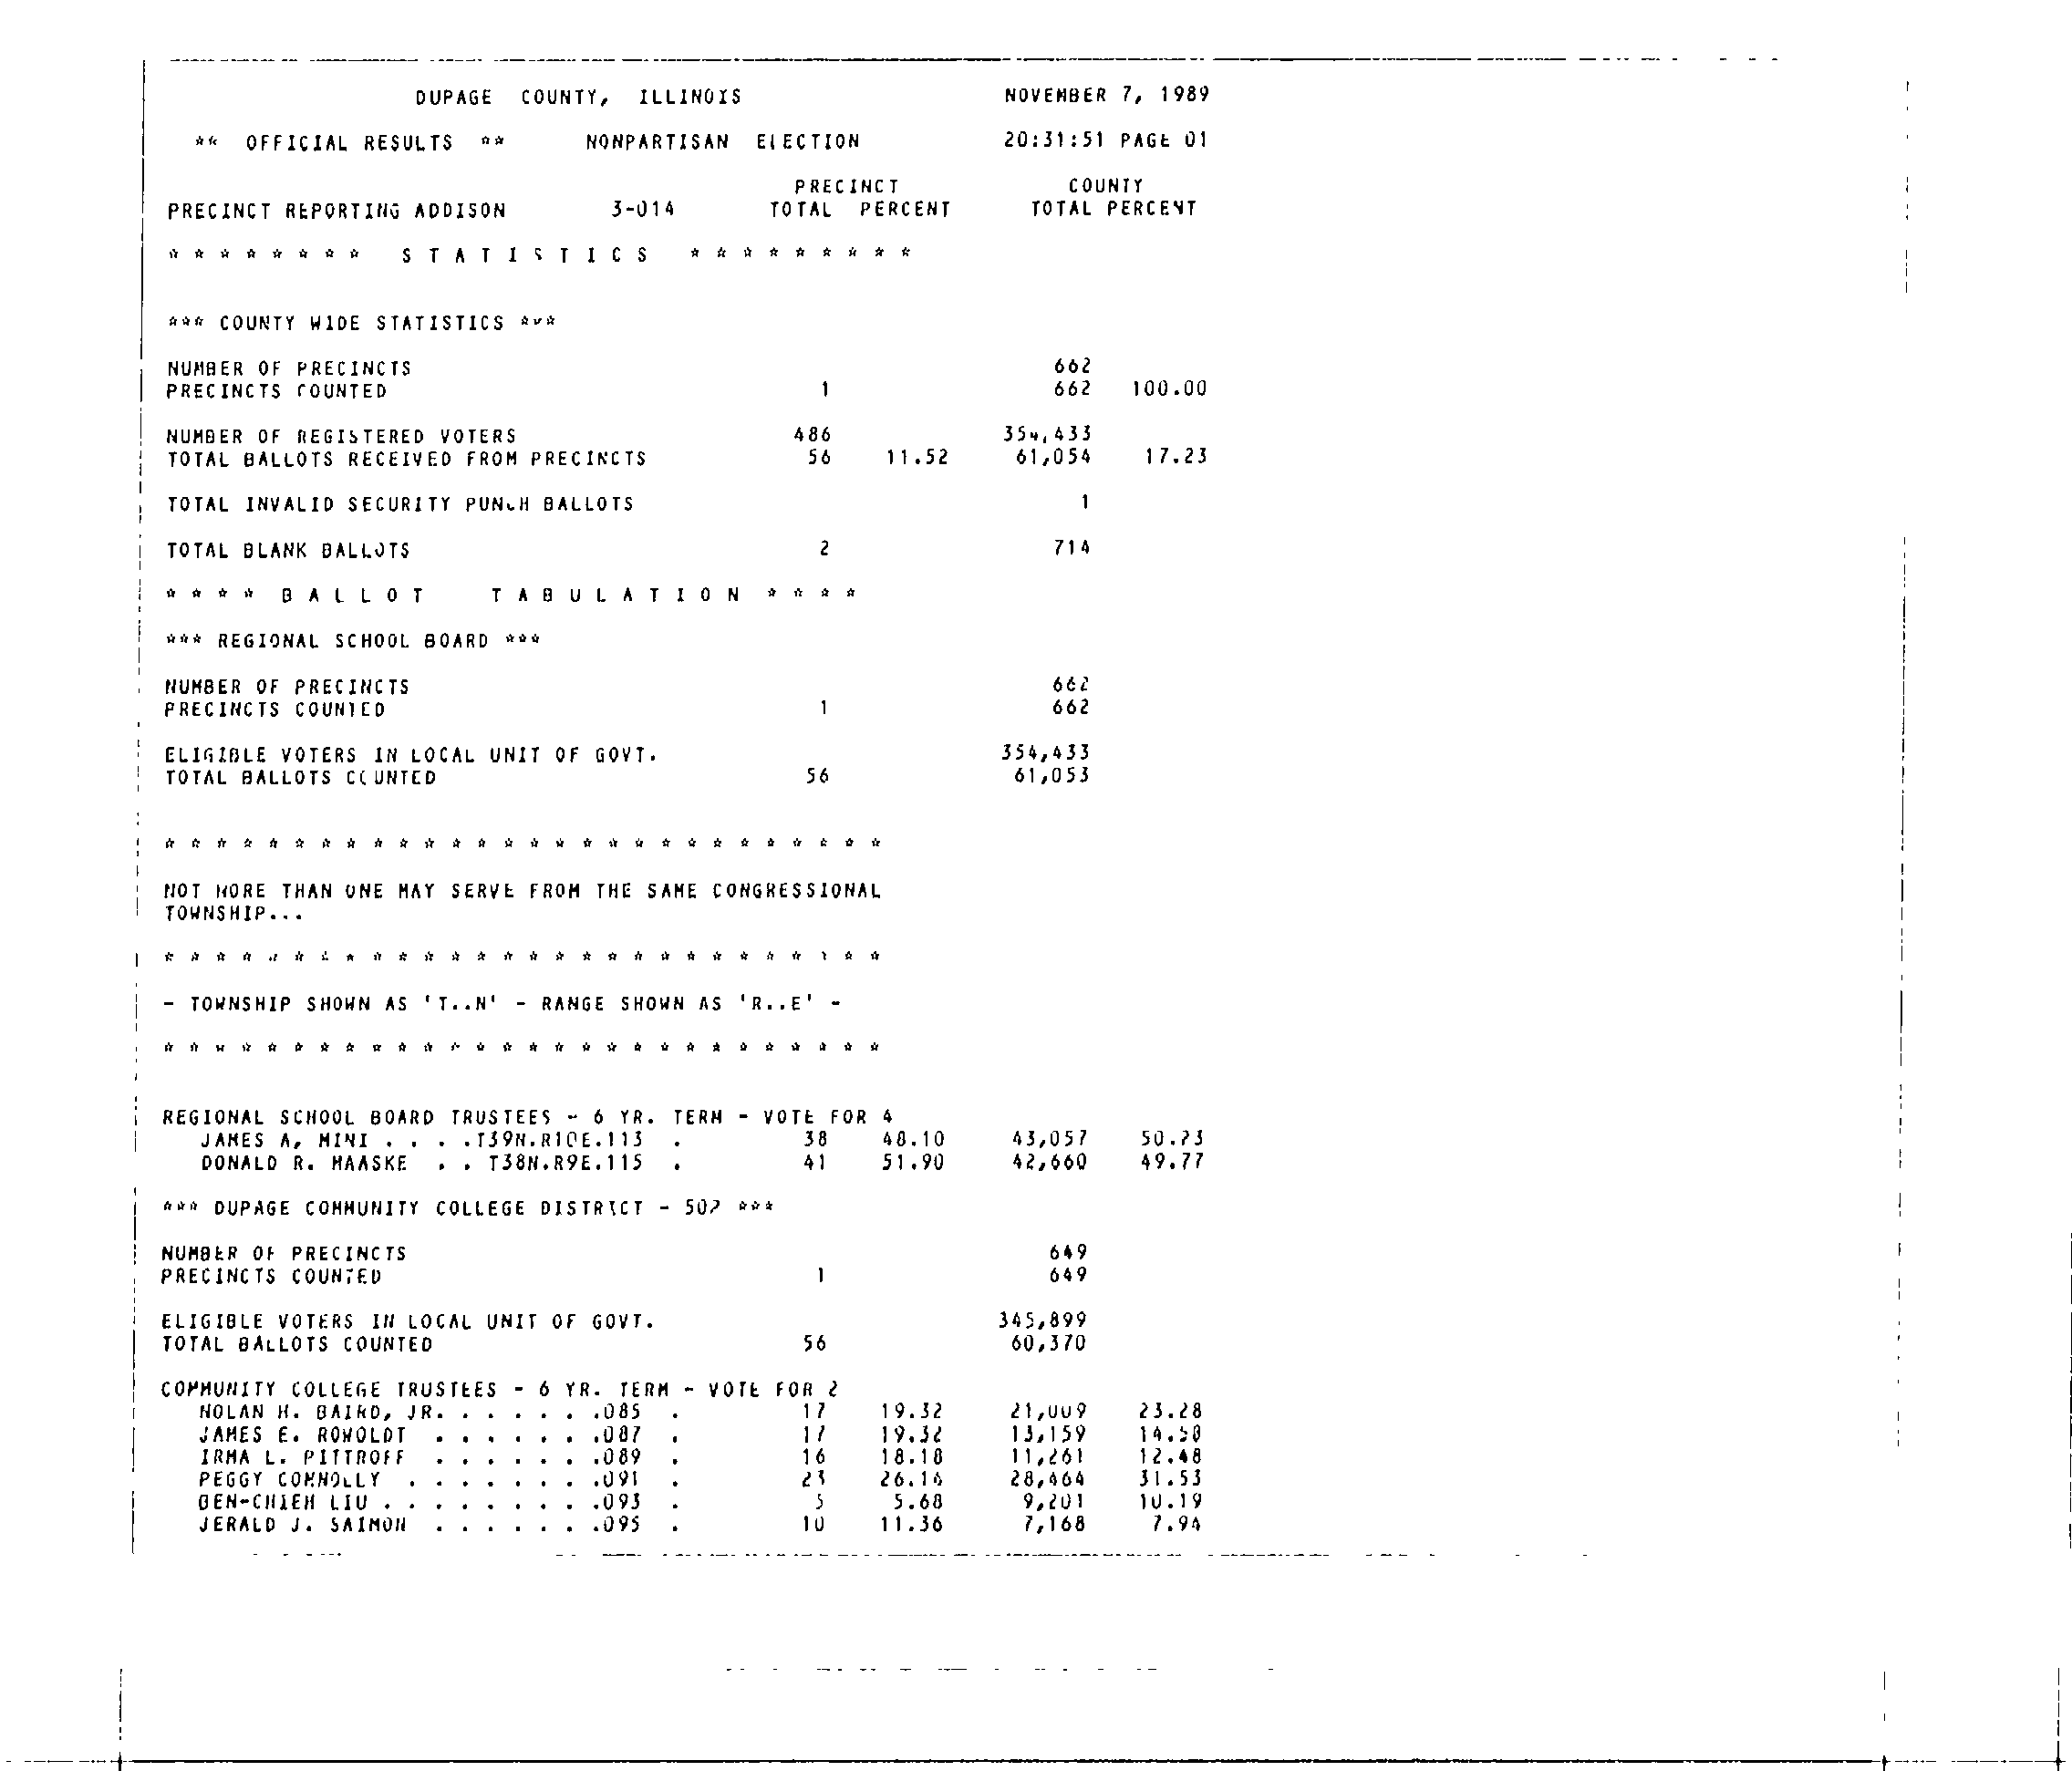 DUPAGE COUNTY, ILLINOIS NOVEMBER 7, 1989
** OFFICIAL RESULTS ** NONPARTISAN ELECTION 20:31:51 PAGE 01
PRECINCT COUNTY
PRECINCT REPORTING ADDISON 3-014 TOTAL PERCENT TOTAL PERCENT
* * * * * * * * S T A T I S T I C S * * * * * * * * *
*** COUNTY WIDE STATISTICS ***
NUMBER OF PRECINCTS 662
PRECINCTS COUNTED 1 662 100.00
NUMBER OF REGISTERED VOTERS 486 354,433
TOTAL BALLOTS RECEIVED FROM PRECINCTS 56 11.52 61,054 17.23
TOTAL INVALID SECURITY PUNCH BALLOTS 1
TOTAL BLANK BALLOTS 2 714
* * * * B A L L O T T A B U L A T I O N * * * *
*** REGIONAL SCHOOL BOARD ***
NUMBER OF PRECINCTS 662
PRECINCTS COUNTED 1 662
ELIGIBLE VOTERS IN LOCAL UNIT OF GOVT. 354,433
TOTAL BALLOTS COUNTED 56 61,053
* * * * * * * * * * * * * * * * * * * * * * * * * * * *
NOT MORE THAN ONE MAY SERVE FROM THE SAME CONGRESSIONAL
TOWNSHIP...
* * * * * * * * * * * * * * * * * * * * * * * * * * * *
- TOWNSHIP SHOWN AS 'T..N' - RANGE SHOWN AS 'R..E' -
* * * * * * * * * * * * * * * * * * * * * * * * * * * *
REGIONAL SCHOOL BOARD TRUSTEES - 6 YR. TERM - VOTE FOR 4
JAMES A, MINI . . . .T39N.R10E.113 . 38 48.10 43,057 50.23
DONALD R. MAASKE . . T38N.R9E.115 . 41 51.90 42,660 49.77
*** DUPAGE COMMUNITY COLLEGE DISTRICT - 502 ***
NUMBER OF PRECINCTS 649
PRECINCTS COUNTED 1 649
ELIGIBLE VOTERS IN LOCAL UNIT OF GOVT. 345,899
TOTAL BALLOTS COUNTED 56 60,370
COMMUNITY COLLEGE TRUSTEES - 6 YR. TERM - VOTE FOR 2
NOLAN H. BAIRD, JR. . . . . . .085 . 17 19.32 21,009 23.28
JAMES E. ROWOLDT . . . . . . .087 . 17 19.32 13,159 14.58
IRMA L. PITTROFF . . . . . . .089 . 16 18.18 11,261 12.48
PEGGY CONNOLLY . . . . . . . .091 . 23 26.14 28,464 31.53
BEN-CHIEH LIU . . . . . . . . .093 . 5 5.68 9,201 10.19
JERALD J. SAIMON . . . . . . .095 . 10 11.36 7,168 7.94